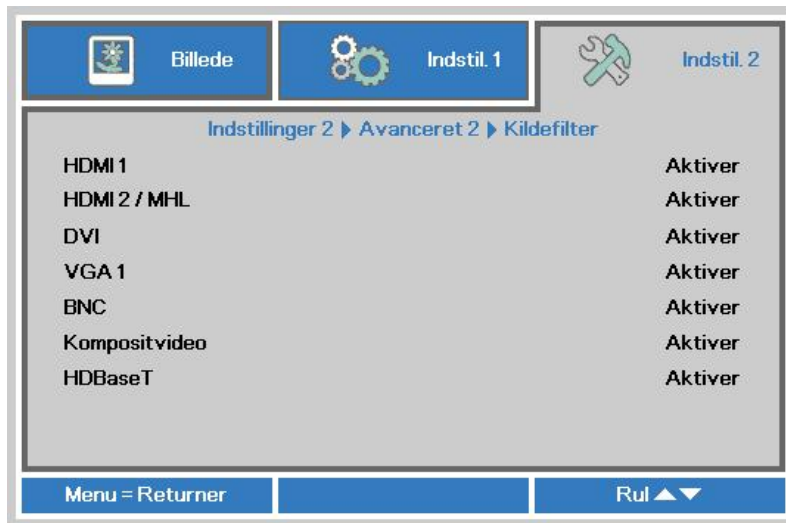 Billede
Indstil. 1
Indstil. 2
Indstillinger 2 ▶ Avanceret 2 ▶ Kildefilter
HDMI 1 Aktiver
HDMI 2 / MHL Aktiver
DVI Aktiver
VGA 1 Aktiver
BNC Aktiver
Kompositvideo Aktiver
HDBaseT Aktiver
Menu = Returner
Rul ▲▼